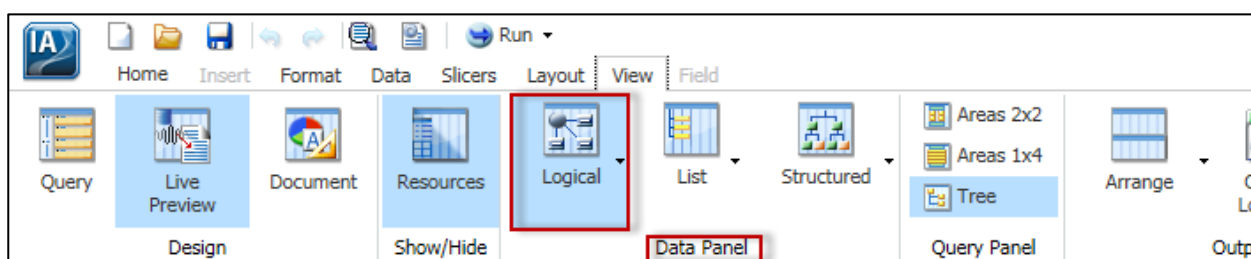 IA
Run
Home Insert Format Data Slicers Layout View Field
Areas 2x2
Areas 1x4
Query Live Preview Document Resources Logical List Structured Tree Arrange
Design Show/Hide Data Panel Query Panel